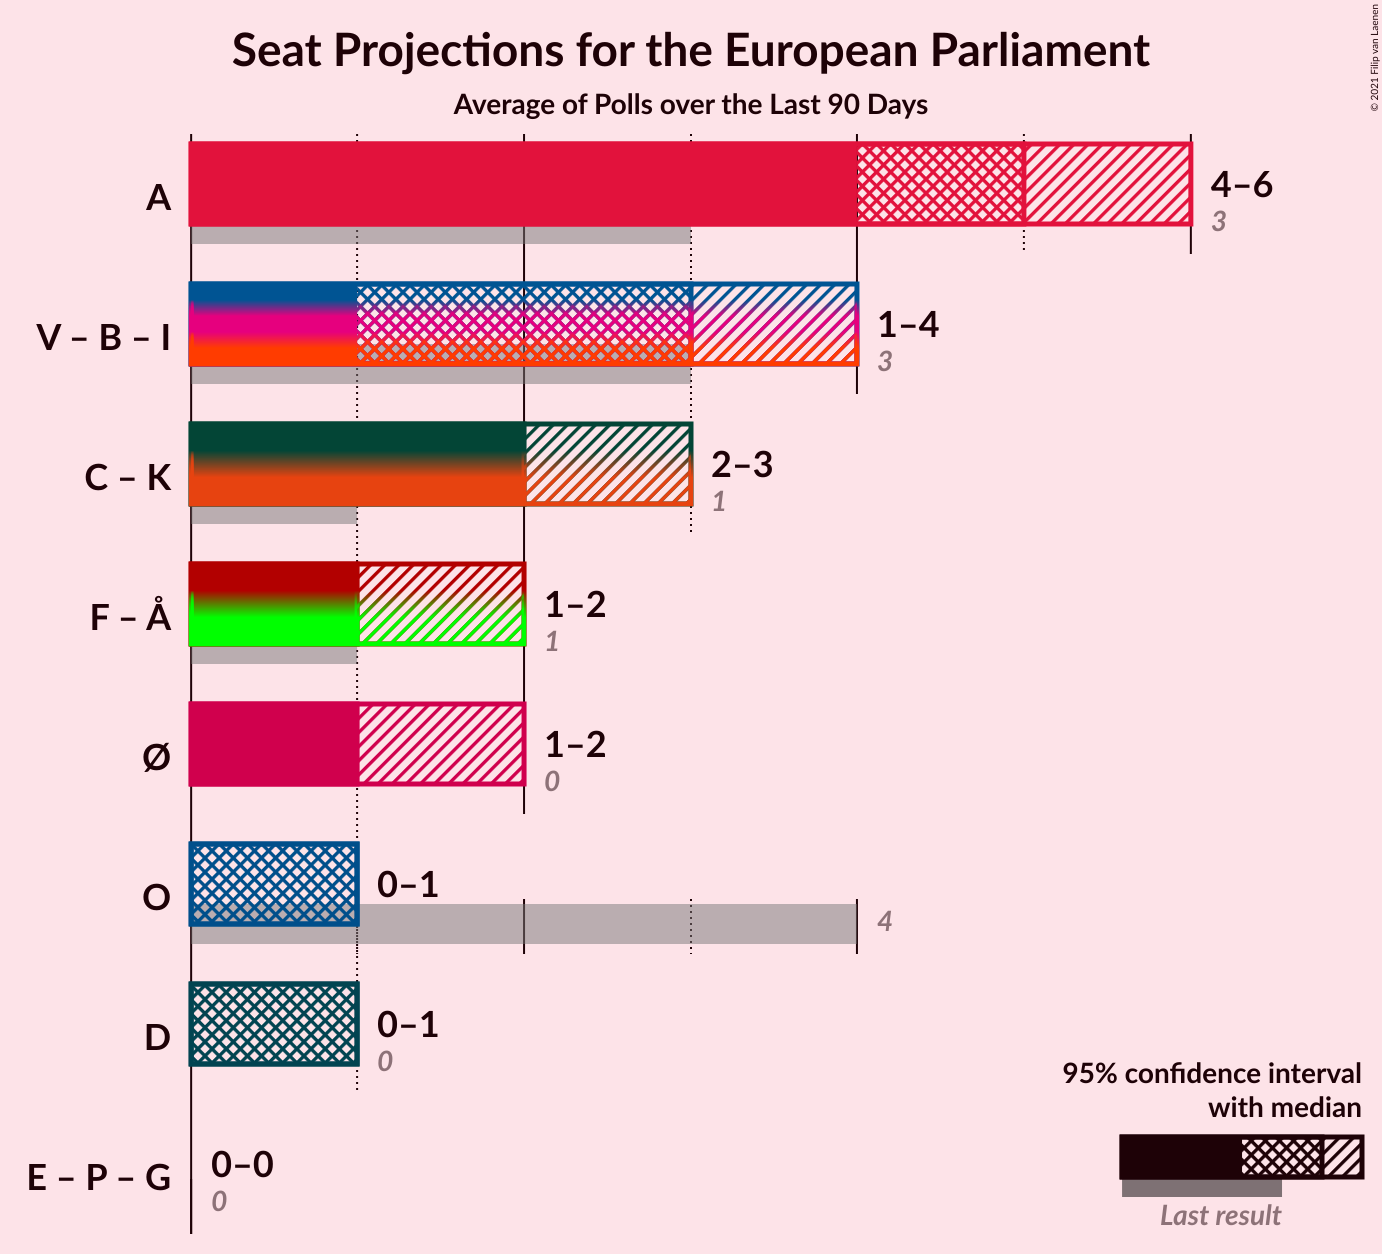 Seat Projections for the European Parliament
Average of Polls over the Last 90 Days
© 2021 Filip van Laenen
A
4–6
3
V – B – I
1–4
3
C – K
2–3
1
F – Å
1–2
1
Ø
1–2
0
O
0–1
4
D
0–1
0
E – P – G
0–0
0
95% confidence interval
with median
Last result